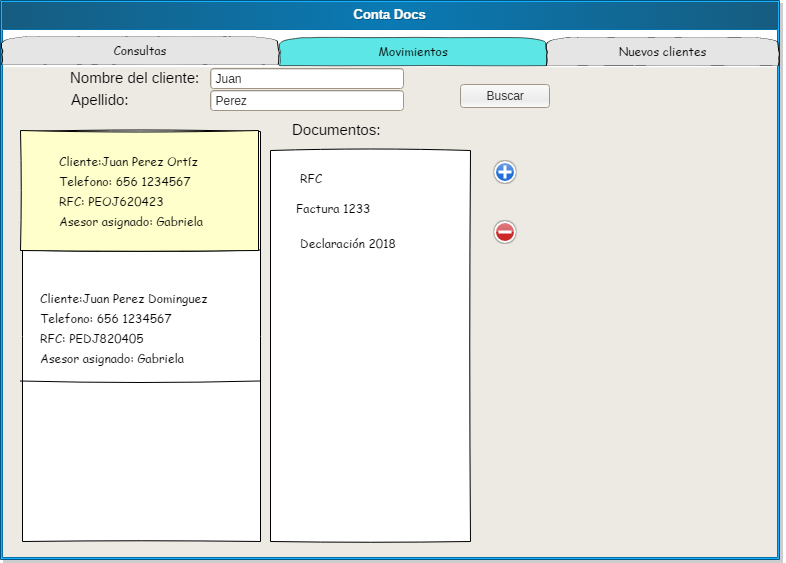 Conta Docs
Consultas
Movimientos
Nuevos clientes
Nombre del cliente: Juan
Apellido: Perez
Buscar
Documentos:
Cliente:Juan Perez Ortíz
Telefono: 656 1234567
RFC: PEOJ620423
Asesor asignado: Gabriela
Cliente:Juan Perez Dominguez
Telefono: 656 1234567
RFC: PEDJ820405
Asesor asignado: Gabriela
RFC
Factura 1233
Declaración 2018